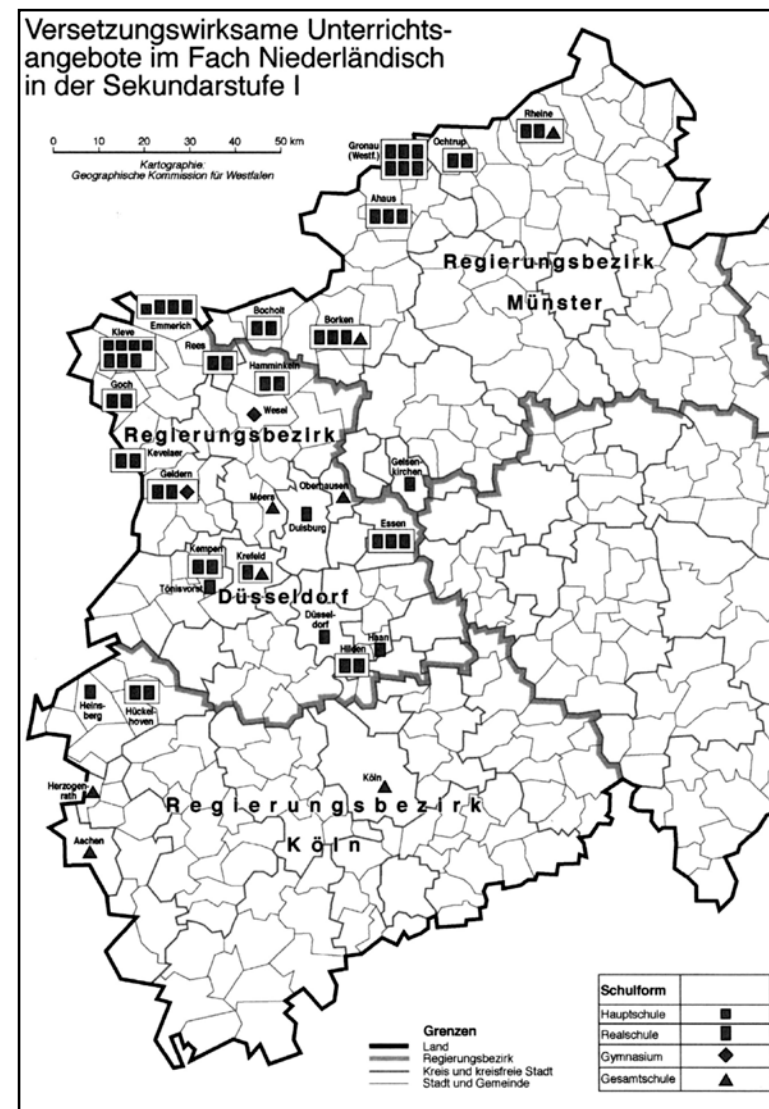 Versetzungswirksame Unterrichts-
angebote im Fach Niederländisch
in der Sekundarstufe I
0 10 20 30 40 50 km
Kartographie:
Geographische Kommission für Westfalen
Rheine
Gronau
(Westf.)
Ochtrup
Ahaus
Regierungsbezirk
Münster
Emmerich
Bocholt
Borken
Kleve
Rees
Hamminkeln
Goch
Wesel
Regierungsbezirk
Kevelaer
Geldern
Gelsen-
kirchen
Oberhausen
Moers
Duisburg
Essen
Kempen
Krefeld
Tönisvorst
Düsseldorf
Düssel-
dorf
Haan
Hilden
Heins-
berg
Hückel-
hoven
Herzogen-
rath
Köln
Regierungsbezirk
Köln
Aachen
Grenzen
Land
Regierungsbezirk
Kreis und kreisfreie Stadt
Stadt und Gemeinde
Schulform
Hauptschule
Realschule
Gymnasium
Gesamtschule